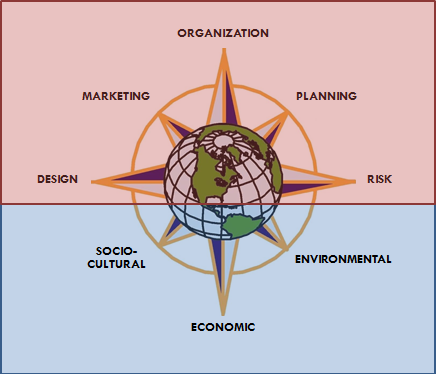 ORGANIZATION
MARKETING
PLANNING
DESIGN
RISK
SOCIO-
CULTURAL
ENVIRONMENTAL
ECONOMIC